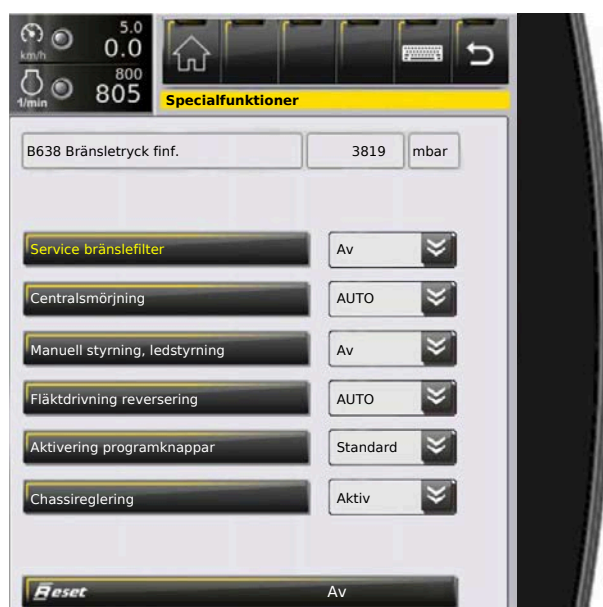 km/h 5.0
0.0
800
1/min 805
Specialfunktioner
B638 Bränsletryck finf. 3819 mbar
Service bränslefilter Av
Centralsmörjning AUTO
Manuell styrning, ledstyrning Av
Fläktdrivning reversering AUTO
Aktivering programknappar Standard
Chassireglering Aktiv
Reset Av